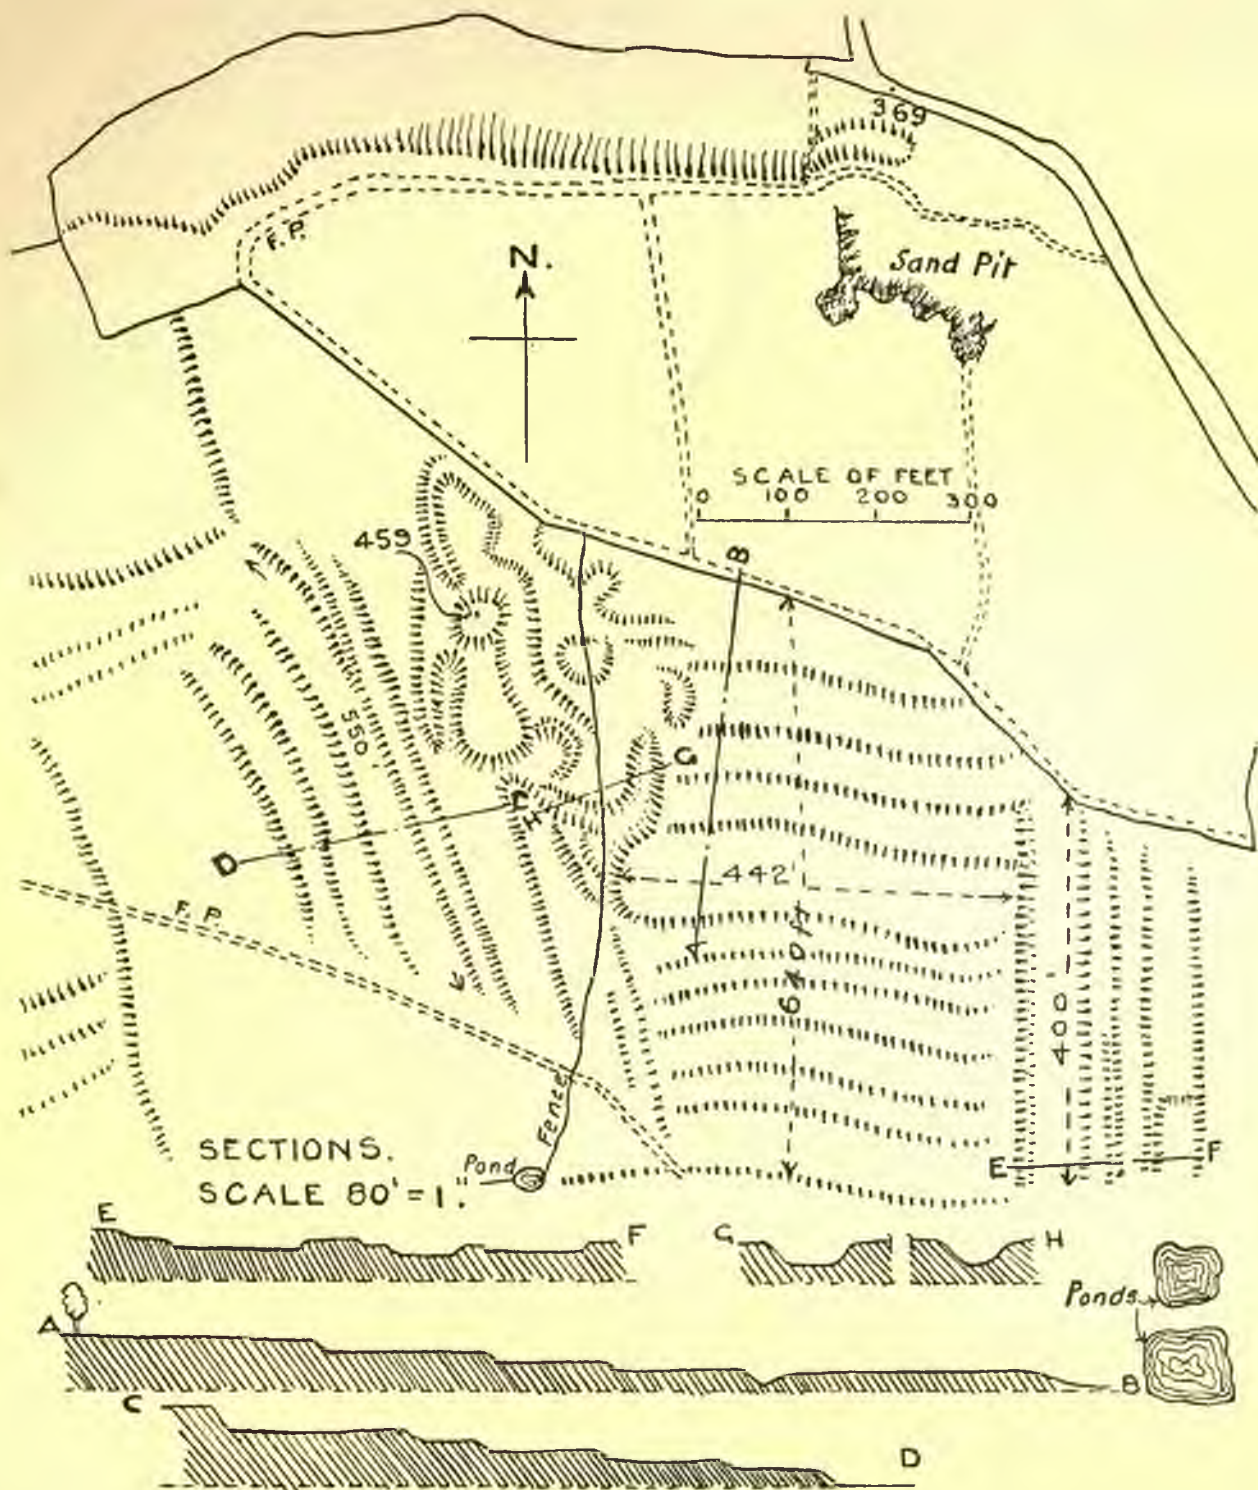 369
F. P.
N.
Sand Pit
SCALE OF FEET
0 100 200 300
459
B
550'
G
C
H
D
442'
F. P.
640 FT
400'
Fence
E F
SECTIONS.
Pond
SCALE 80' = 1".
E F G H
Ponds
A B
C D